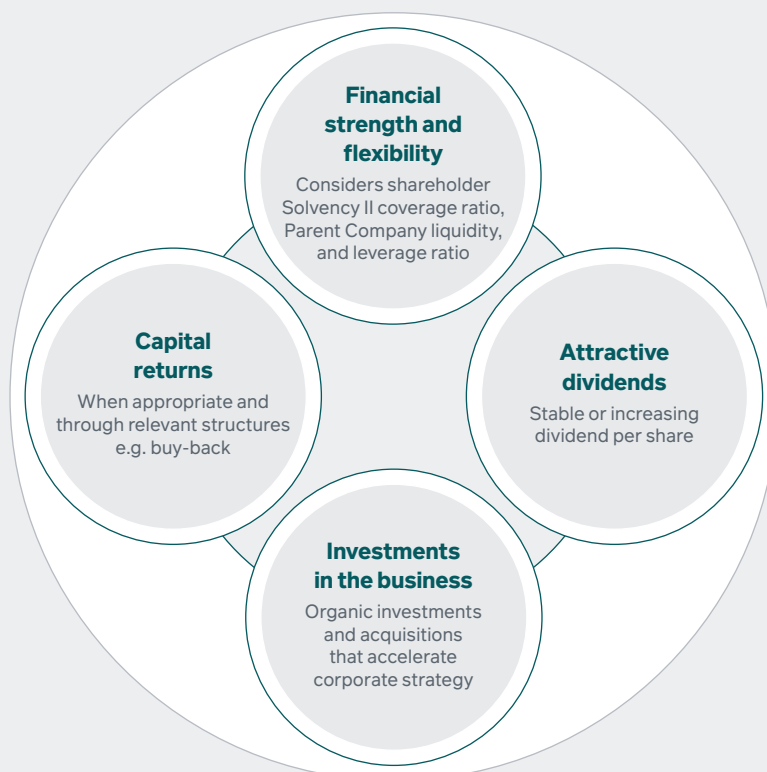 Financial
strength and
flexibility
Considers shareholder
Solvency II coverage ratio,
Parent Company liquidity,
and leverage ratio
Capital
returns
When appropriate and
through relevant structures
e.g. buy-back
Attractive
dividends
Stable or increasing
dividend per share
Investments
in the business
Organic investments
and acquisitions
that accelerate
corporate strategy